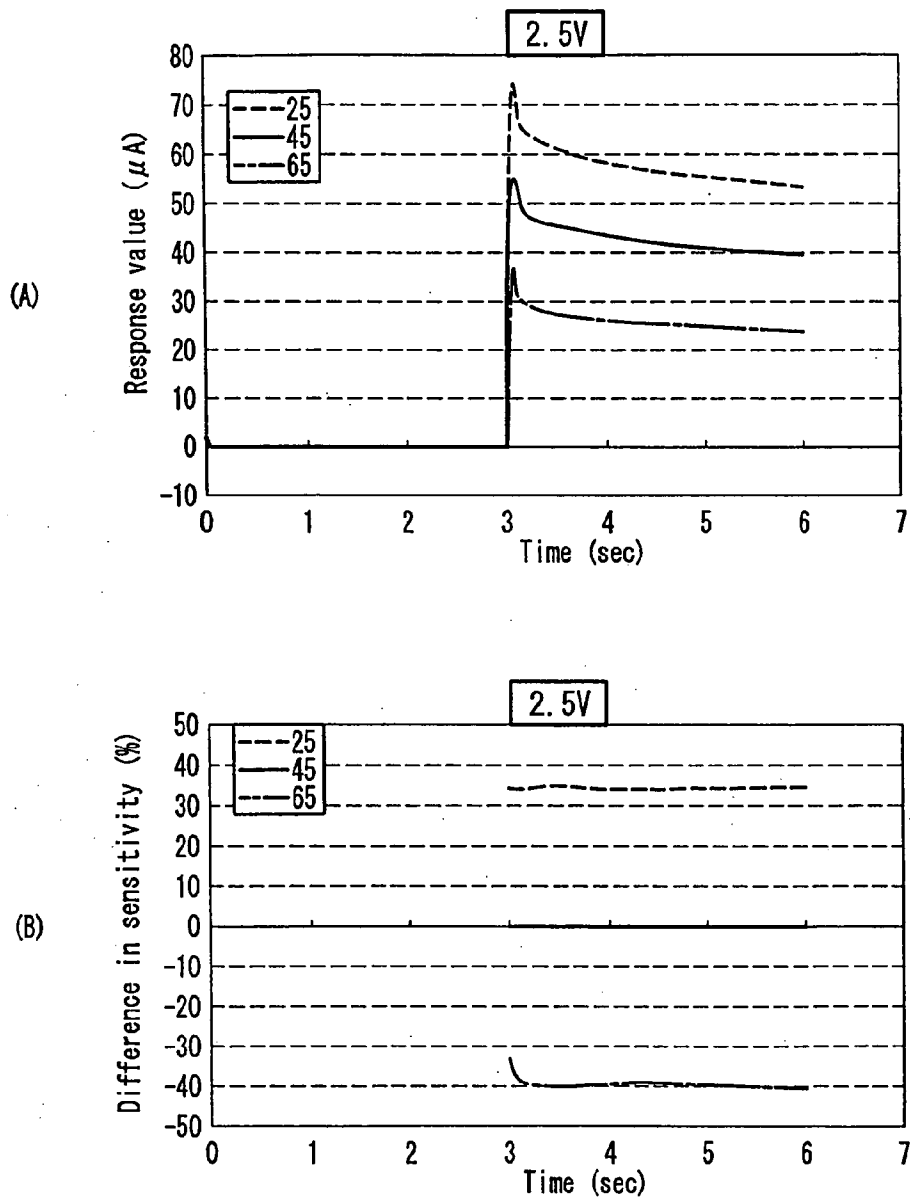 (A)
2.5V
Response value (μA)
80
70
60
50
40
30
20
10
0
-10
25
45
65
0 1 2 3 4 5 6 7
Time (sec)
(B)
2.5V
Difference in sensitivity (%)
50
40
30
20
10
0
-10
-20
-30
-40
-50
25
45
65
0 1 2 3 4 5 6 7
Time (sec)